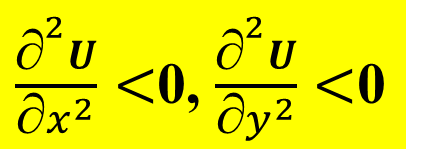 ∂²U/∂x² <0, ∂²U/∂y² <0